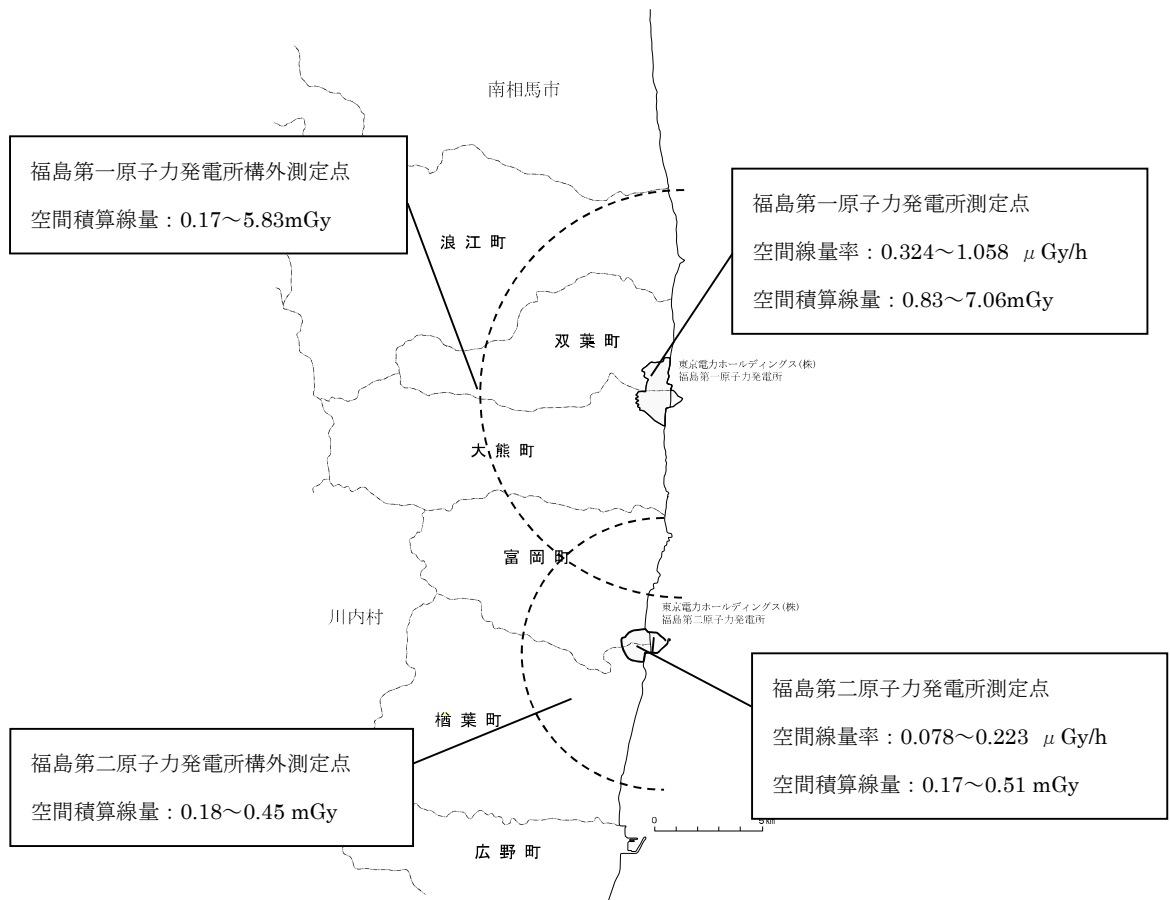 南相馬市
福島第一原子力発電所構外測定点
空間積算線量：0.17～5.83mGy
福島第一原子力発電所測定点
空間線量率：0.324～1.058 μGy/h
空間積算線量：0.83～7.06mGy
浪江町
双葉町
東京電力ホールディングス(株)
福島第一原子力発電所
大熊町
富岡町
川内村
東京電力ホールディングス(株)
福島第二原子力発電所
福島第二原子力発電所測定点
空間線量率：0.078～0.223 μGy/h
空間積算線量：0.17～0.51 mGy
楢葉町
福島第二原子力発電所構外測定点
空間積算線量：0.18～0.45 mGy
0
広野町